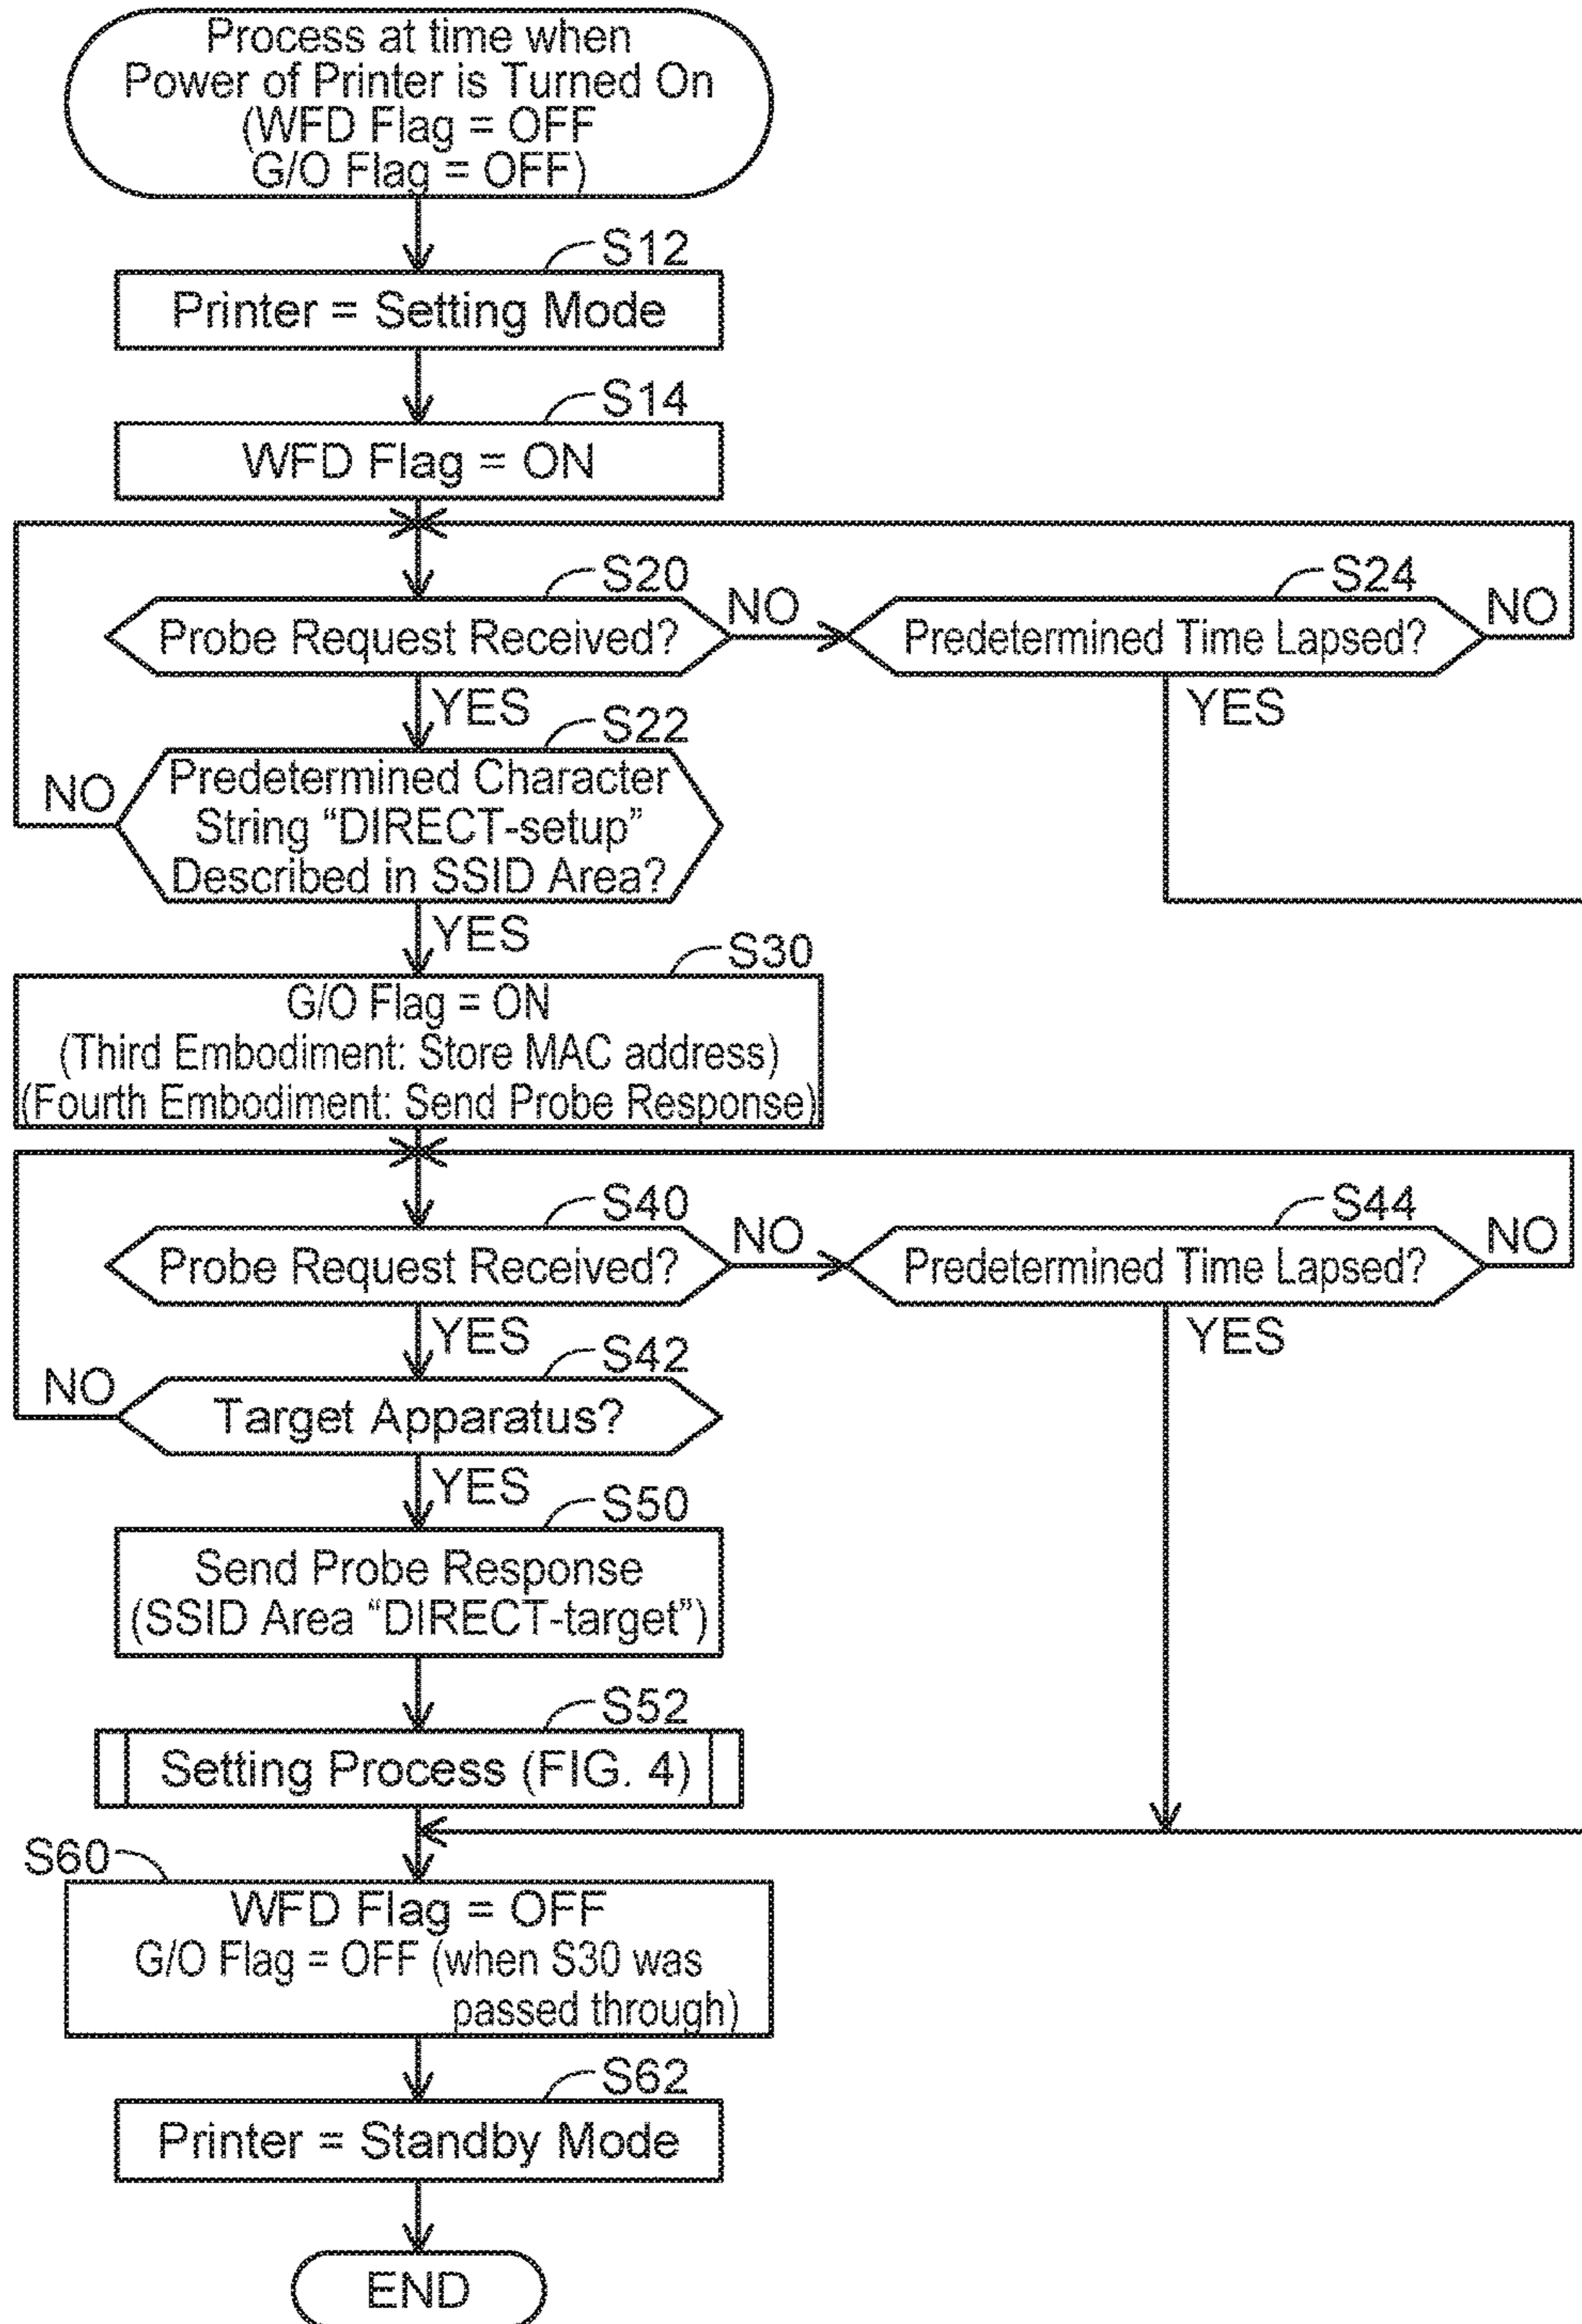 Process at time when
Power of Printer is Turned On
(WFD Flag = OFF
G/O Flag = OFF)
S12
Printer = Setting Mode
S14
WFD Flag = ON
S20
Probe Request Received?
NO
S24
Predetermined Time Lapsed?
NO
YES
YES
S22
NO
Predetermined Character
String “DIRECT-setup”
Described in SSID Area?
YES
S30
G/O Flag = ON
(Third Embodiment: Store MAC address)
(Fourth Embodiment: Send Probe Response)
S40
Probe Request Received?
NO
S44
Predetermined Time Lapsed?
NO
YES
YES
S42
NO
Target Apparatus?
YES
S50
Send Probe Response
(SSID Area “DIRECT-target”)
S52
Setting Process (FIG. 4)
S60
WFD Flag = OFF
G/O Flag = OFF (when S30 was
passed through)
S62
Printer = Standby Mode
END